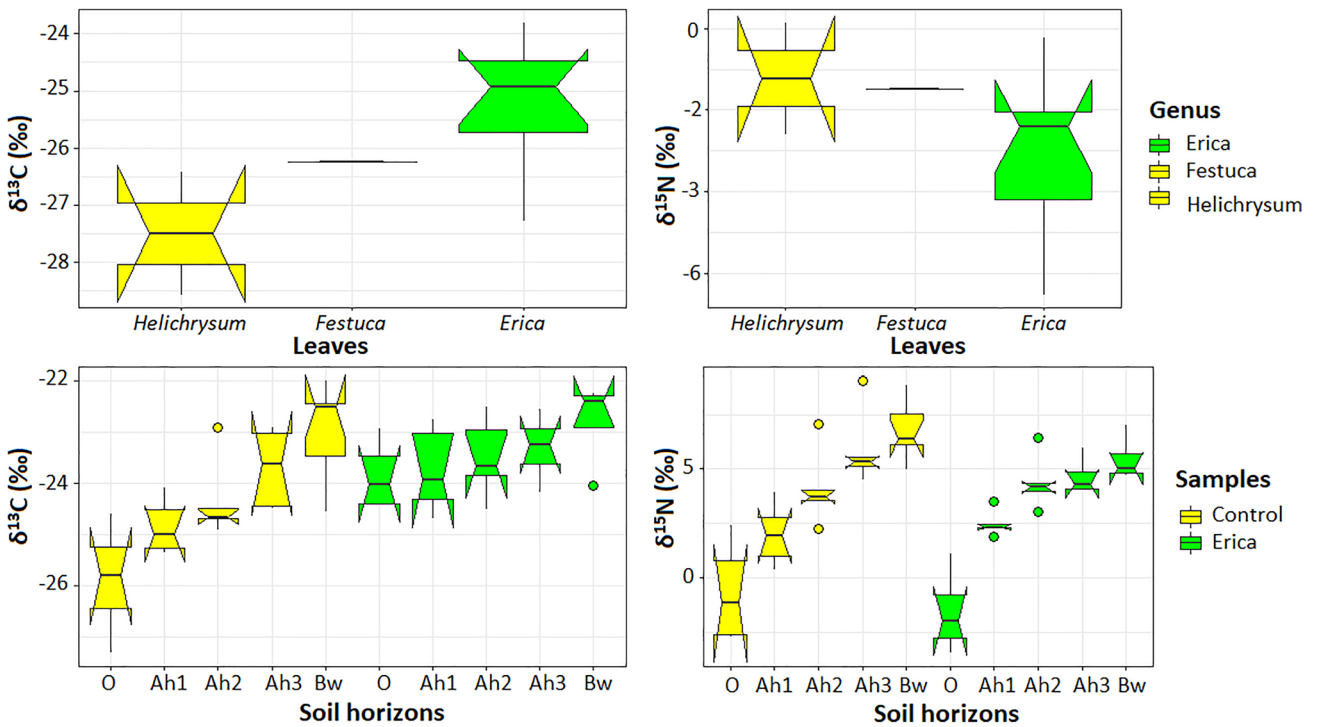 -24
-25
-26
-27
-28
δ¹³C (‰)
Helichrysum Festuca Erica
Leaves
0
-2
-3
-6
δ¹⁵N (‰)
Helichrysum Festuca Erica
Leaves
Genus
Erica
Festuca
Helichrysum
-22
-24
-26
δ¹³C (‰)
O Ah1 Ah2 Ah3 Bw O Ah1 Ah2 Ah3 Bw
Soil horizons
5
0
δ¹⁵N (‰)
O Ah1 Ah2 Ah3 Bw O Ah1 Ah2 Ah3 Bw
Soil horizons
Samples
Control
Erica